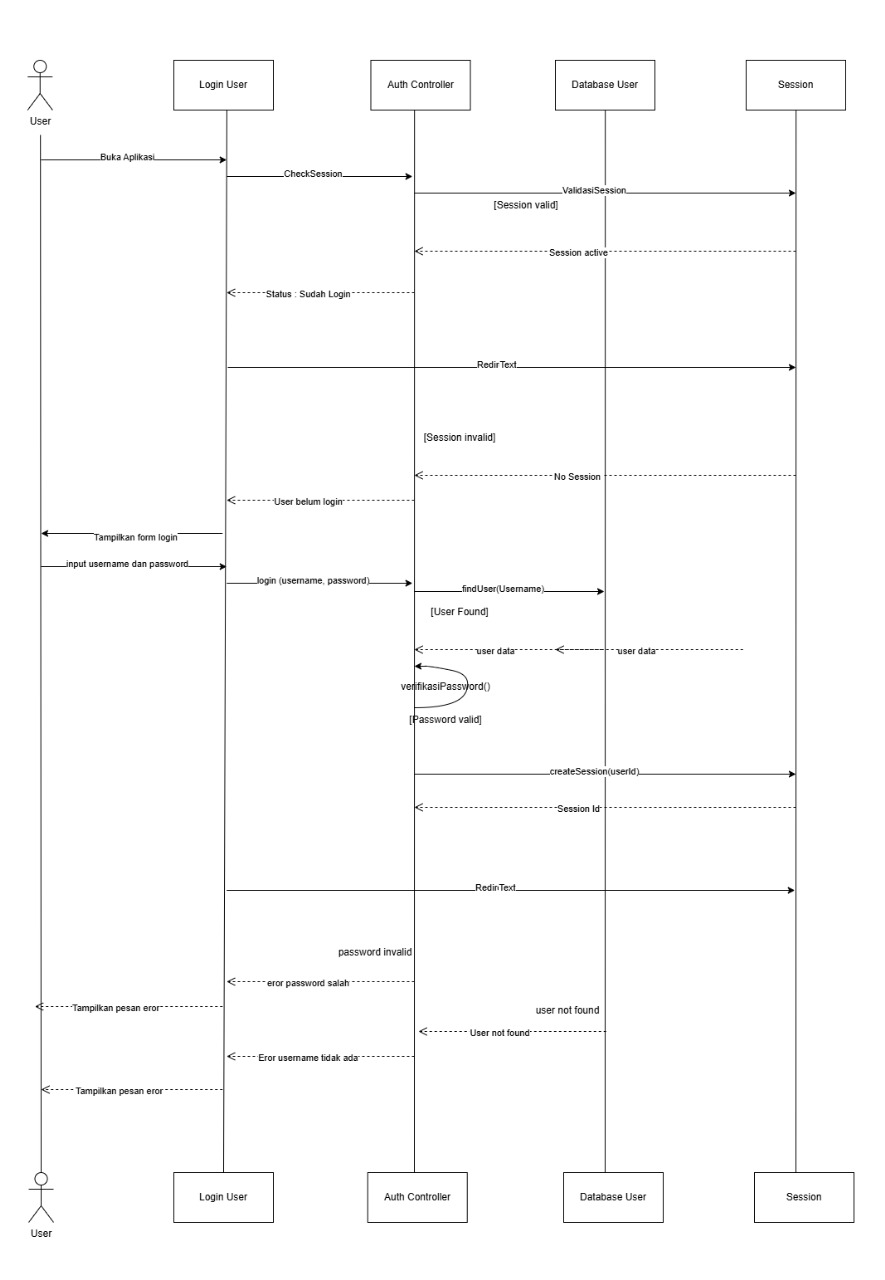 Login User
Auth Controller
Database User
Session
User
Buka Aplikasi
CheckSession
ValidasiSession
[Session valid]
Session active
Status : Sudah Login
RedirText
[Session invalid]
No Session
User belum login
Tampilkan form login
input username dan password
login (username, password)
findUser(Username)
[User Found]
user data
user data
verifikasiPassword()
[Password valid]
createSession(userId)
Session Id
RedirText
password invalid
eror password salah
Tampilkan pesan eror
user not found
User not found
Eror username tidak ada
Tampilkan pesan eror
Login User
Auth Controller
Database User
Session
User